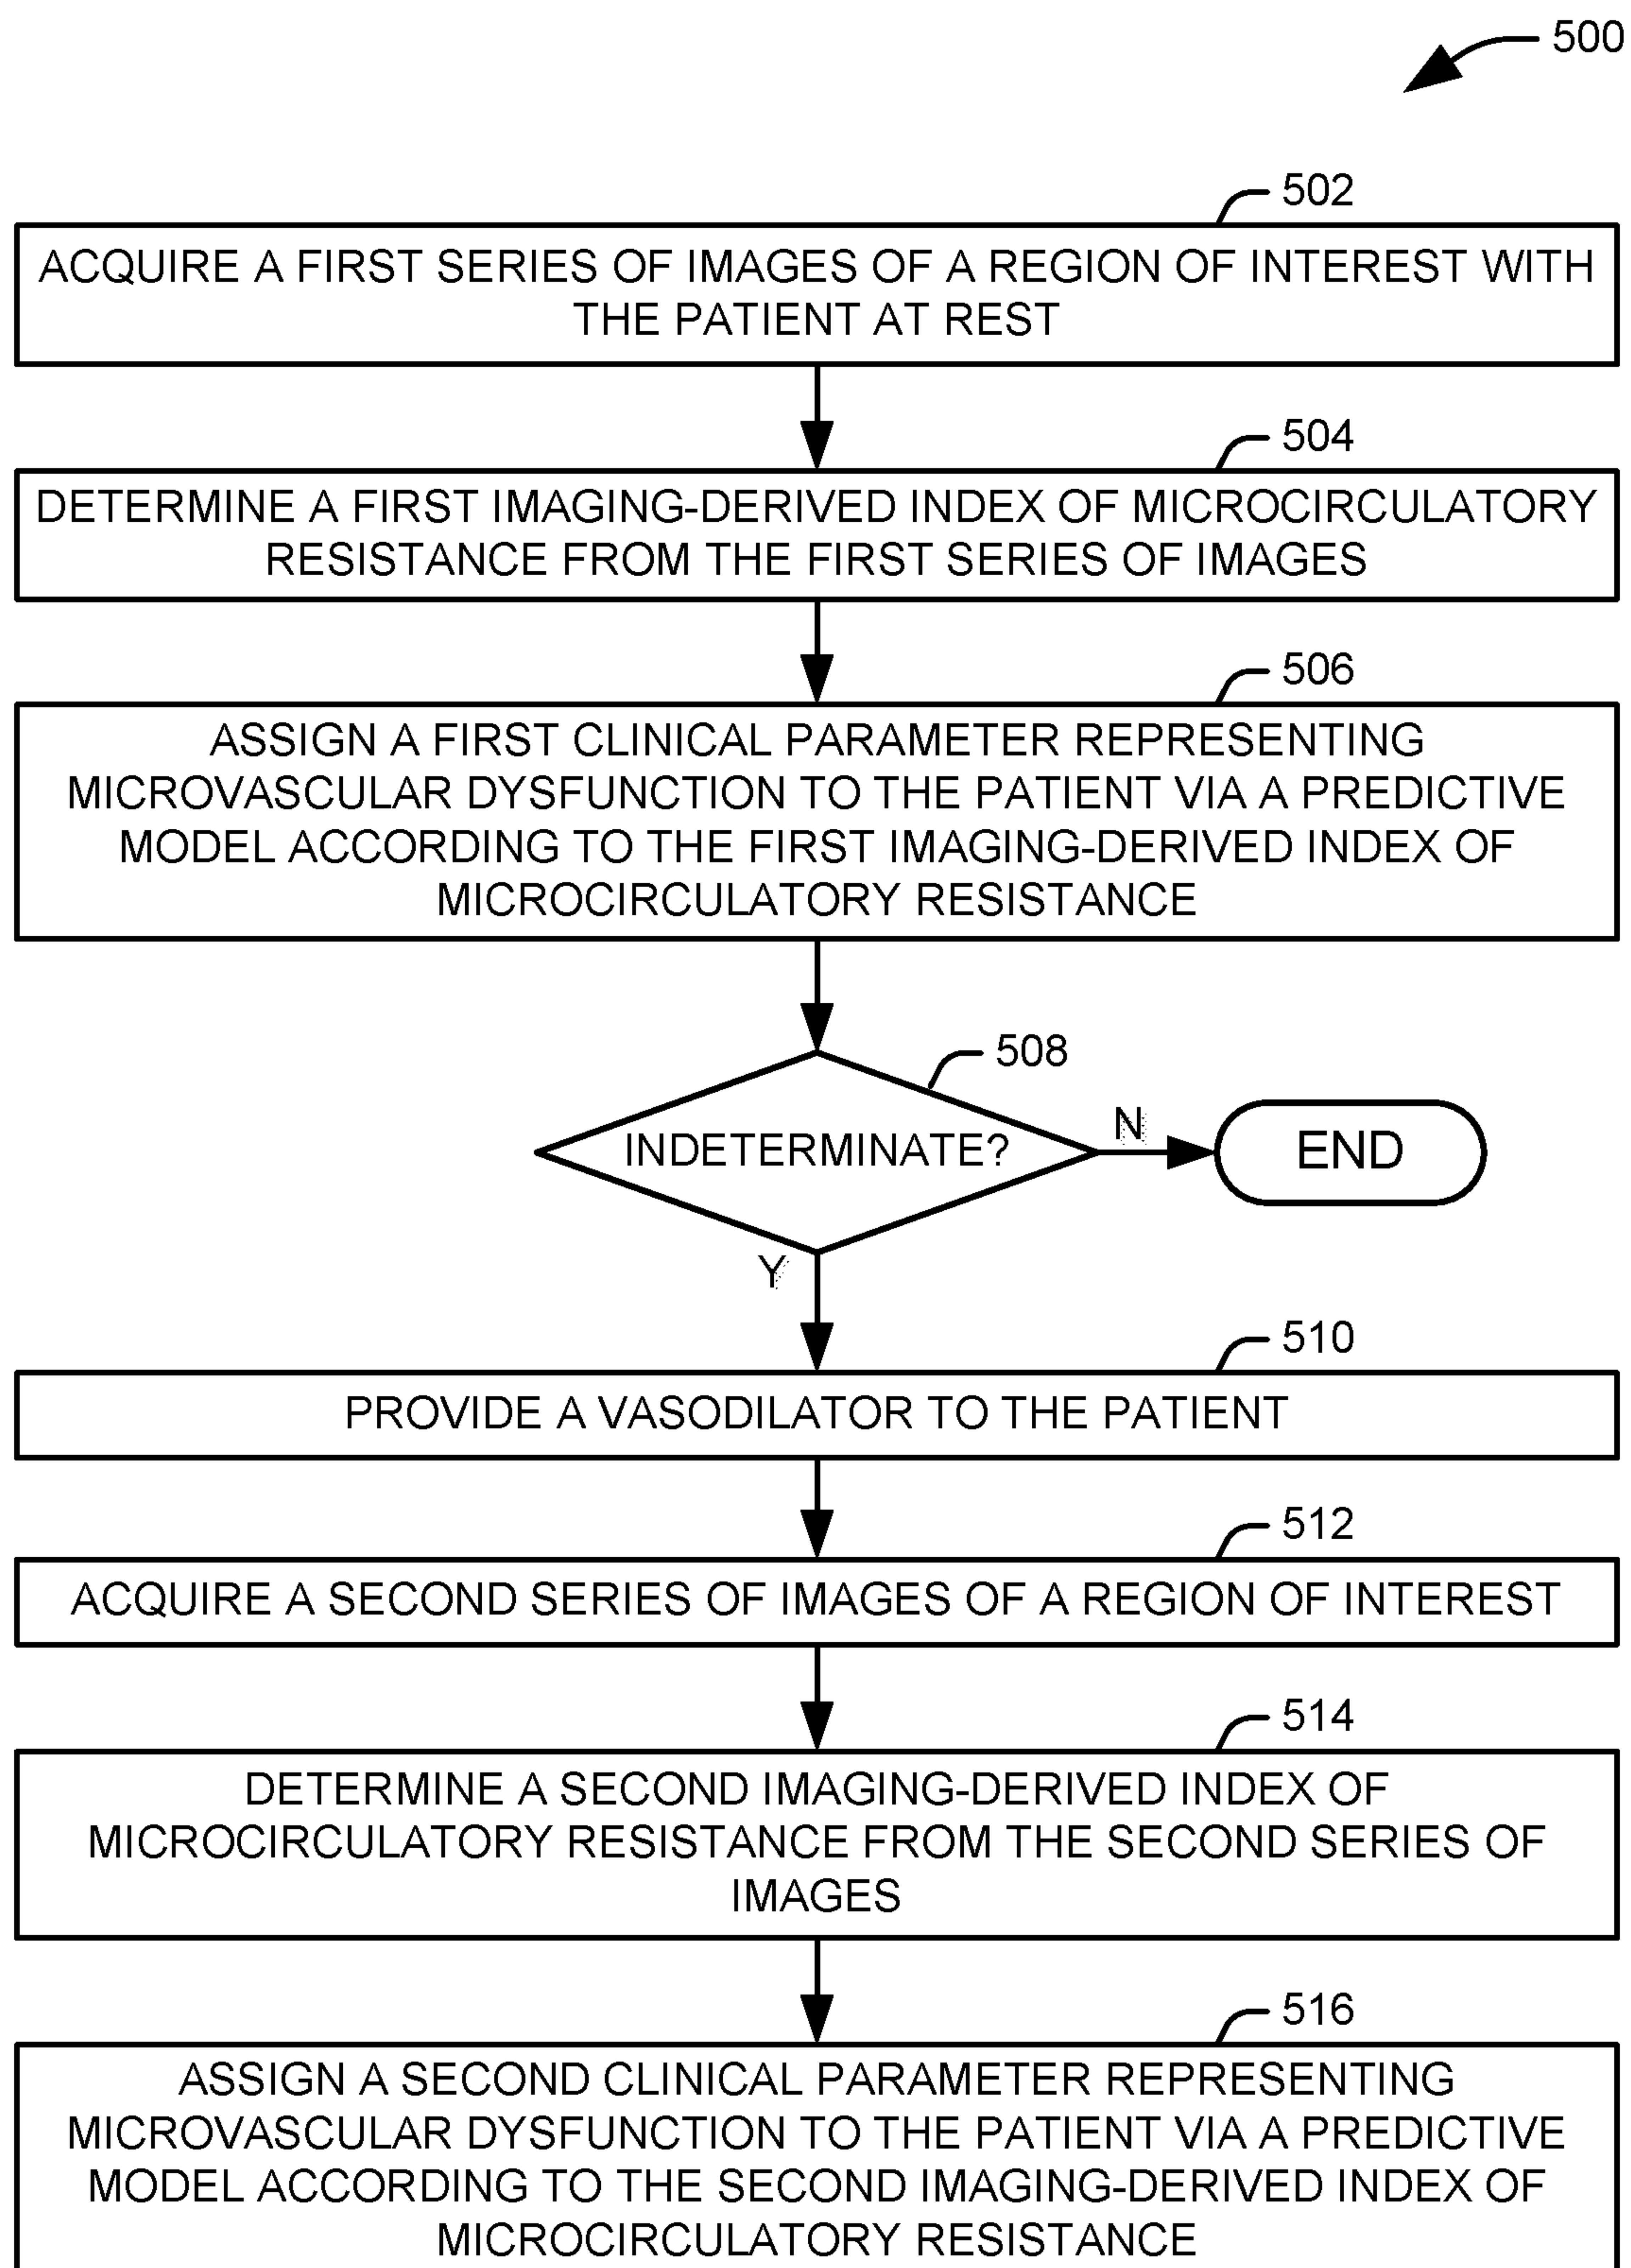 500
502
ACQUIRE A FIRST SERIES OF IMAGES OF A REGION OF INTEREST WITH
THE PATIENT AT REST
504
DETERMINE A FIRST IMAGING-DERIVED INDEX OF MICROCIRCULATORY
RESISTANCE FROM THE FIRST SERIES OF IMAGES
506
ASSIGN A FIRST CLINICAL PARAMETER REPRESENTING
MICROVASCULAR DYSFUNCTION TO THE PATIENT VIA A PREDICTIVE
MODEL ACCORDING TO THE FIRST IMAGING-DERIVED INDEX OF
MICROCIRCULATORY RESISTANCE
508
INDETERMINATE?
N
END
Y
510
PROVIDE A VASODILATOR TO THE PATIENT
512
ACQUIRE A SECOND SERIES OF IMAGES OF A REGION OF INTEREST
514
DETERMINE A SECOND IMAGING-DERIVED INDEX OF
MICROCIRCULATORY RESISTANCE FROM THE SECOND SERIES OF
IMAGES
516
ASSIGN A SECOND CLINICAL PARAMETER REPRESENTING
MICROVASCULAR DYSFUNCTION TO THE PATIENT VIA A PREDICTIVE
MODEL ACCORDING TO THE SECOND IMAGING-DERIVED INDEX OF
MICROCIRCULATORY RESISTANCE